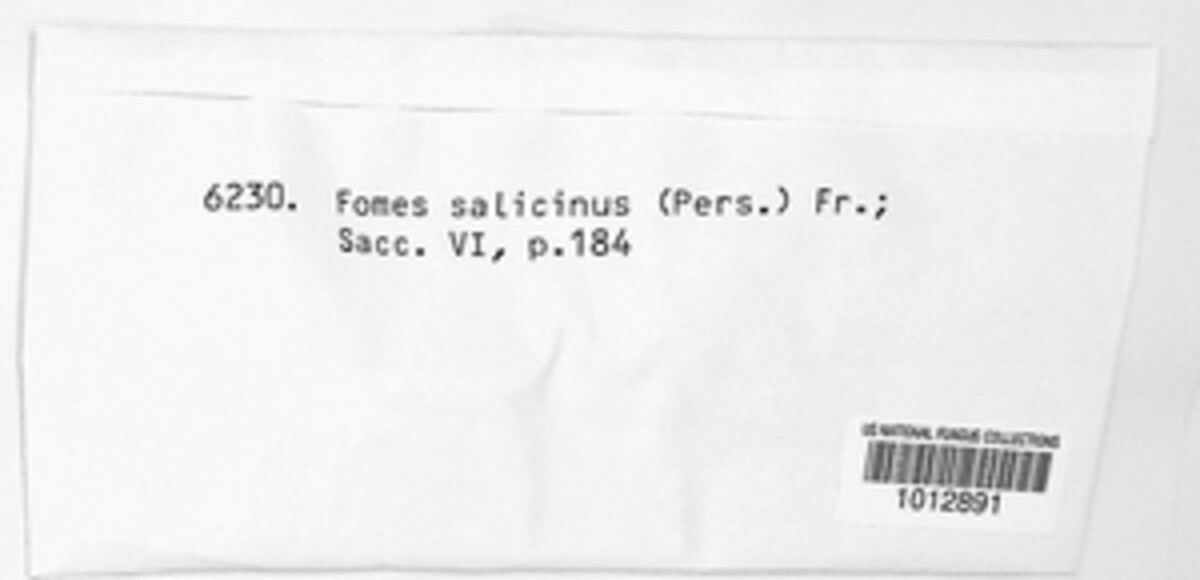 6230. Fomes salicinus (Pers.) Fr.;
Sacc. VI, p.184
US NATIONAL FUNGUS COLLECTIONS
1012891